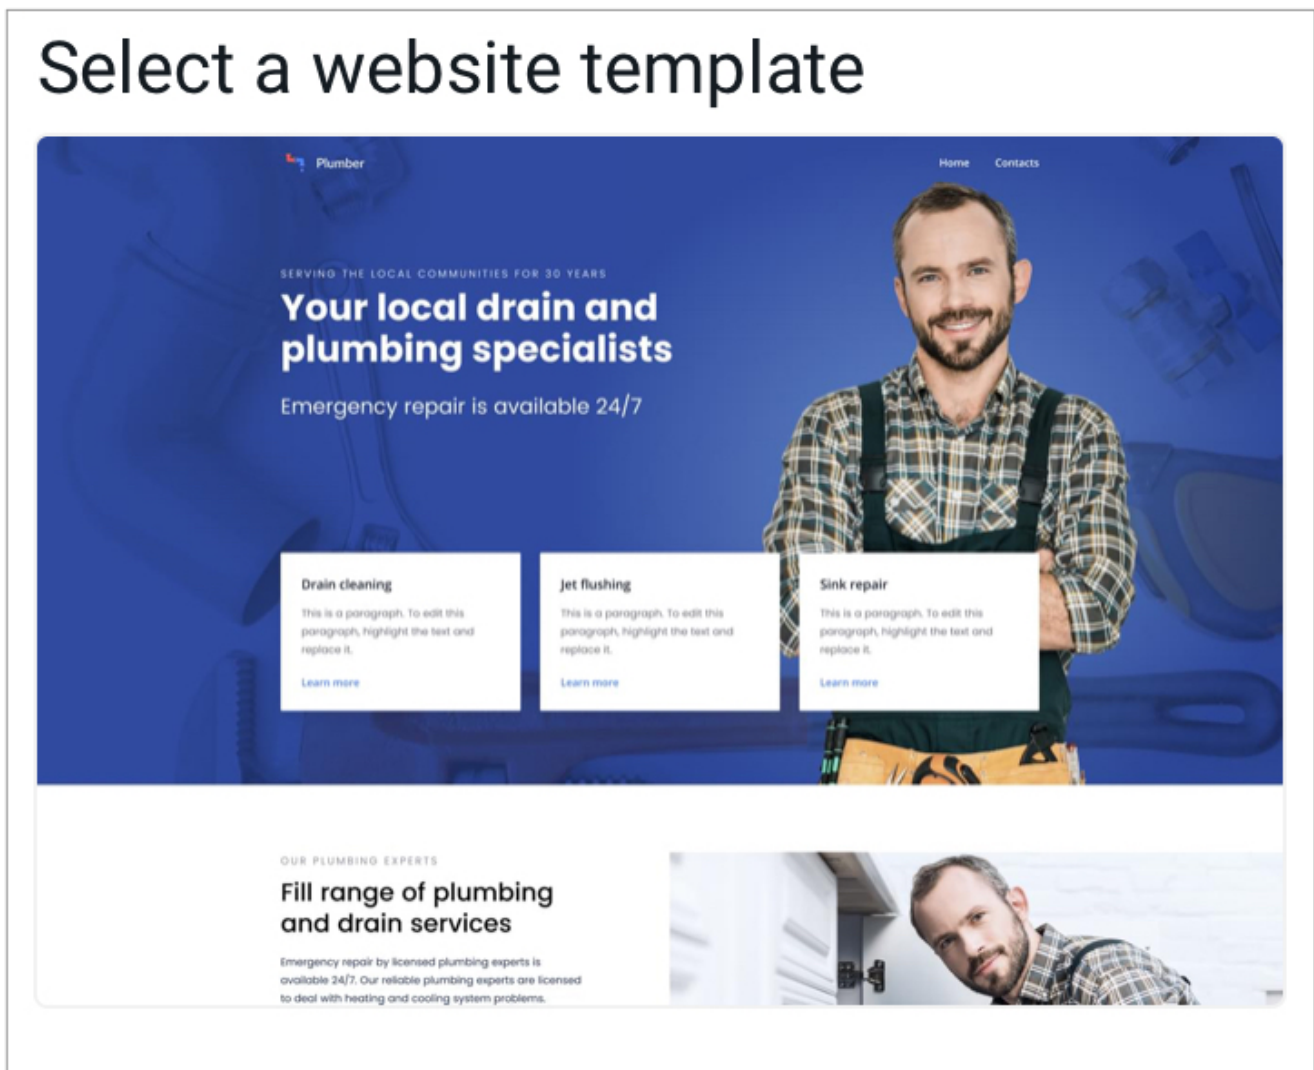 Select a website template
Plumber
Home Contacts
SERVING THE LOCAL COMMUNITIES FOR 30 YEARS
Your local drain and
plumbing specialists
Emergency repair is available 24/7
Drain cleaning
This is a paragraph. To edit this
paragraph, highlight the text and
replace it.
Learn more
Jet flushing
This is a paragraph. To edit this
paragraph, highlight the text and
replace it.
Learn more
Sink repair
This is a paragraph. To edit this
paragraph, highlight the text and
replace it.
Learn more
OUR PLUMBING EXPERTS
Fill range of plumbing
and drain services
Emergency repair by licensed plumbing experts is
available 24/7. Our reliable plumbing experts are licensed
to deal with heating and cooling system problems.